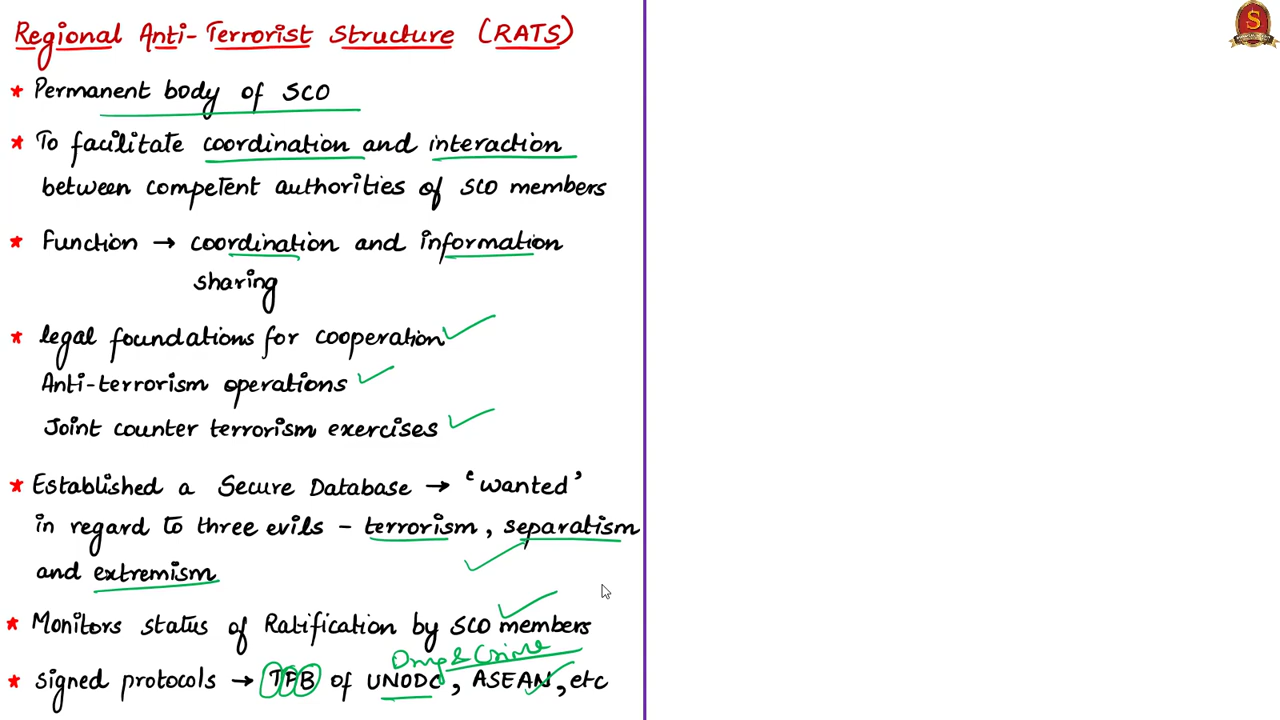 Regional Anti-Terrorist Structure (RATS)
* Permanent body of SCO
* To facilitate coordination and interaction
between competent authorities of SCO members
* Function → coordination and information
sharing
* legal foundations for cooperation ✓
Anti-terrorism operations ✓
Joint counter terrorism exercises ✓
* Established a Secure Database → 'wanted'
in regard to three evils - terrorism, separatism
and extremism ✓
* Monitors status of Ratification by SCO members ✓
Drug & Crime
* signed protocols → TPB of UNODC, ASEAN, etc
S